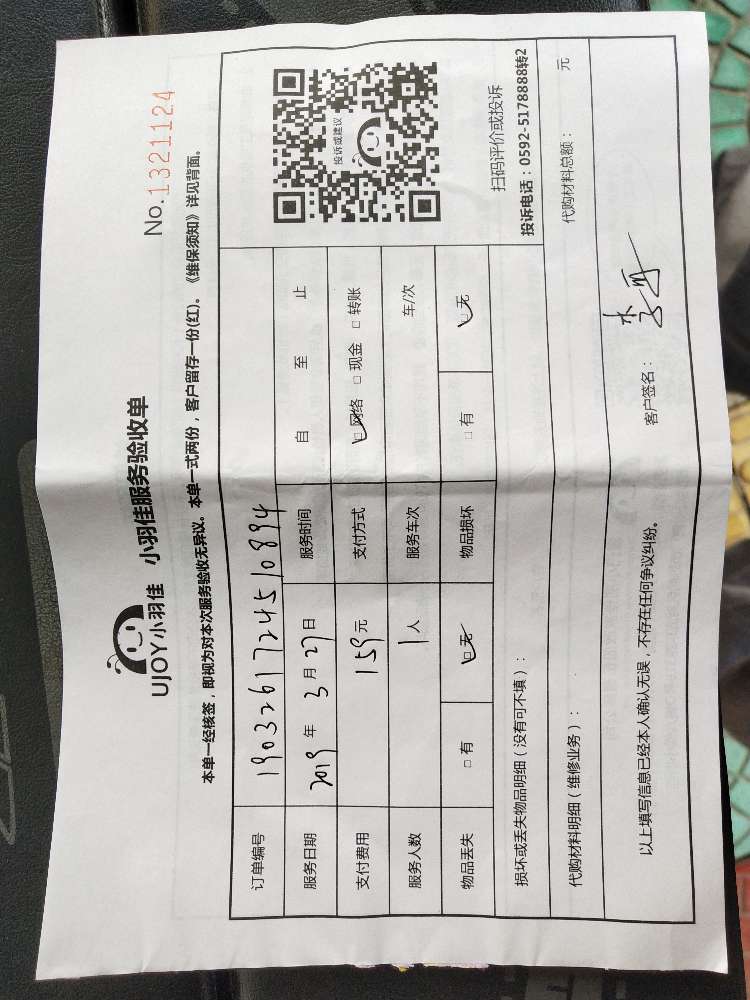 UJOY小羽佳 小羽佳服务验收单
No.1321124
本单一经核签，即视为对本次服务验收无异议。本单一式两份，客户留存一份(红)。《维保须知》详见背面。
订单编号 1903261724510894
服务日期 2019 年 3 月 27 日 服务时间 自 至 止
支付费用 159 元 支付方式 □网络 □现金 □转账
服务人数 1 人 服务车次 车/次
物品丢失 □有 □无 物品损坏 □有 □无
投诉或建议
扫码评价或投诉
投诉电话：0592-5178888转2
损坏或丢失物品明细（没有可不填）：
代购材料明细（维修业务）： 代购材料总额： 元
以上填写信息已经本人确认无误，不存在任何争议纠纷。 客户签名：